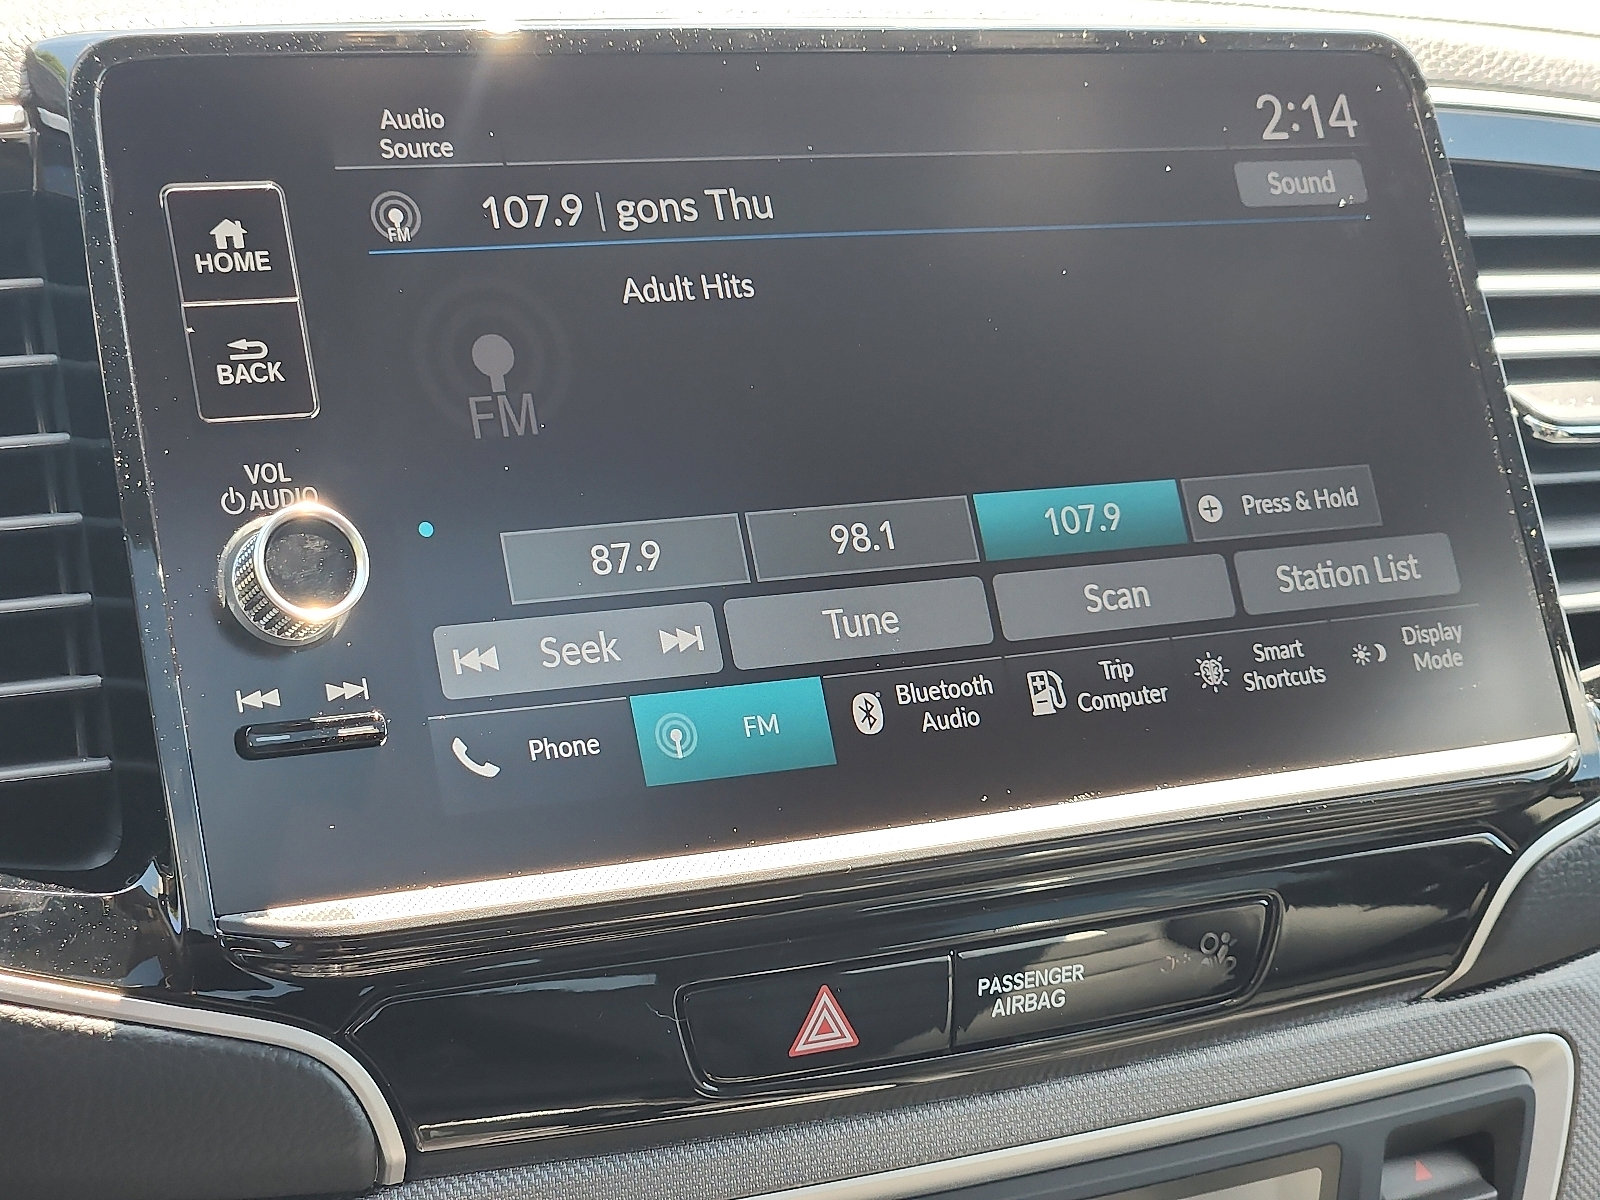 Audio
Source
2:14
FM
107.9 | gons Thu
Sound
HOME
BACK
Adult Hits
FM
VOL
AUDIO
87.9
98.1
107.9
Press & Hold
Seek
Tune
Scan
Station List
Phone
FM
Bluetooth
Audio
Trip
Computer
Smart
Shortcuts
Display
Mode
PASSENGER
AIRBAG